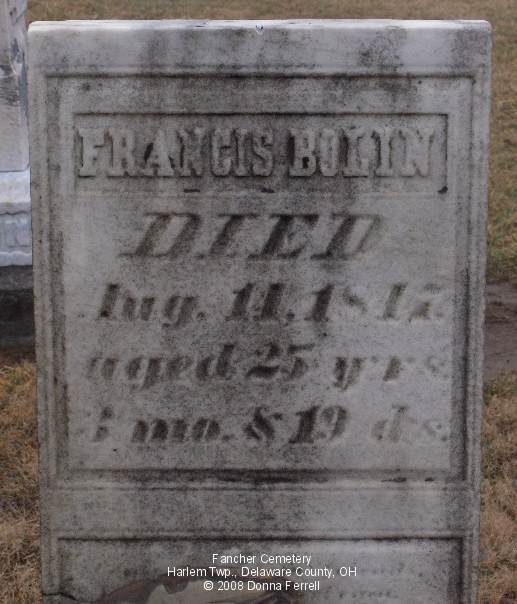 FRANCIS BOLIN
DIED
Aug. 11, 1847.
aged 25 yrs
mo. & 19 ds.
Fancher Cemetery
Harlem Twp., Delaware County, OH
© 2008 Donna Ferrell